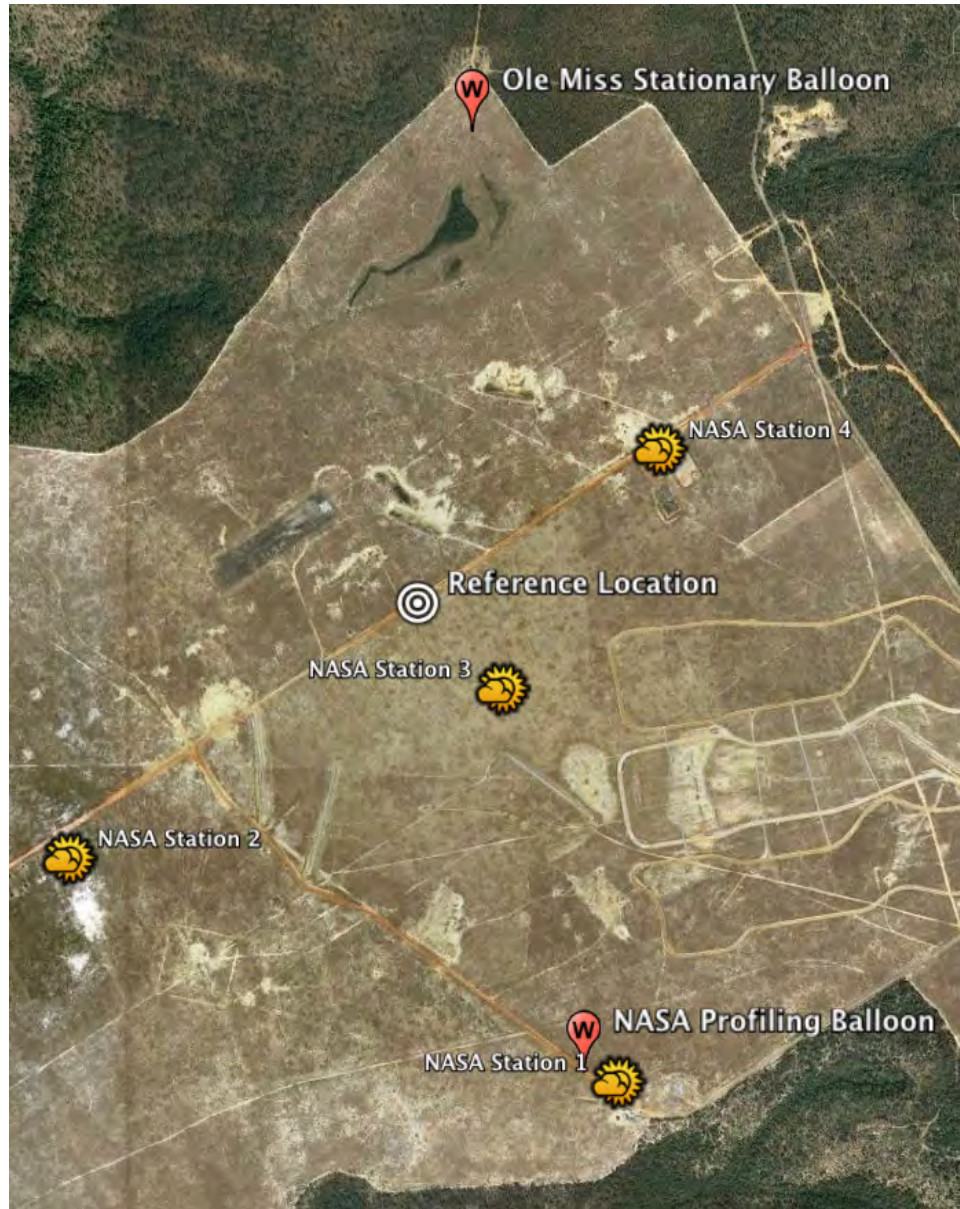 W Ole Miss Stationary Balloon
NASA Station 4
Reference Location
NASA Station 3
NASA Station 2
W NASA Profiling Balloon
NASA Station 1